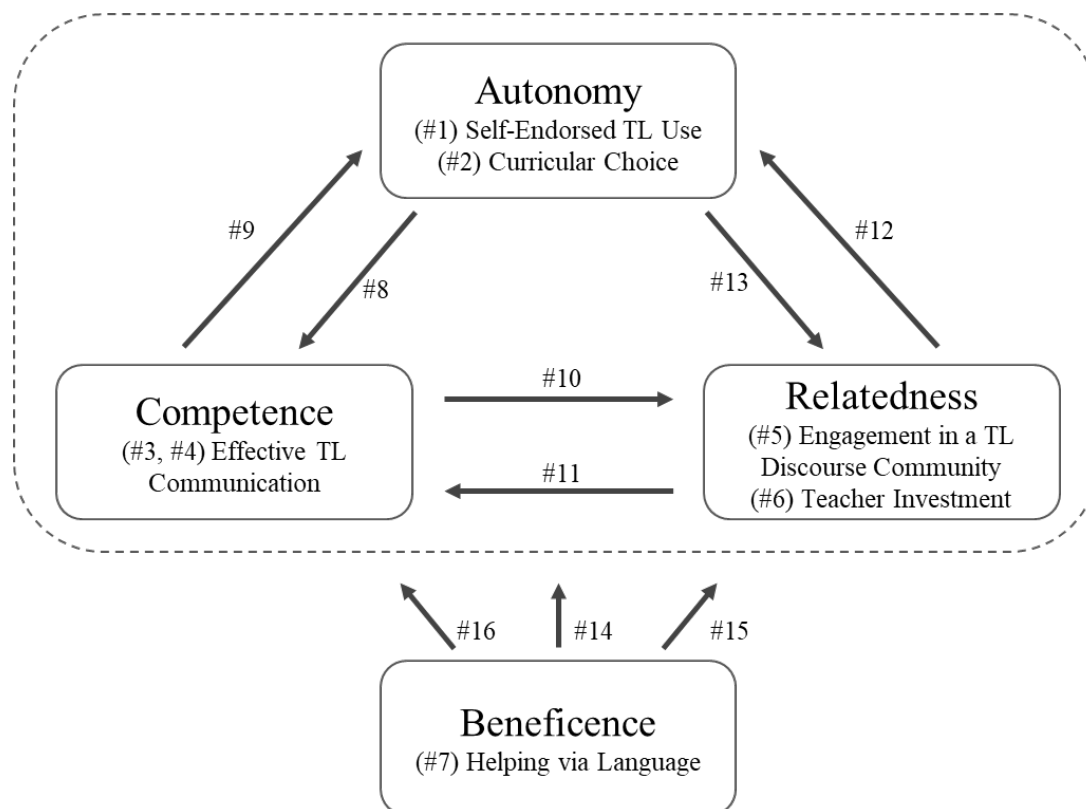 Autonomy
(#1) Self-Endorsed TL Use
(#2) Curricular Choice
#9
#12
#8
#13
#10
Competence
(#3, #4) Effective TL
Communication
Relatedness
(#5) Engagement in a TL
Discourse Community
(#6) Teacher Investment
#11
#16
#14
#15
Beneficence
(#7) Helping via Language